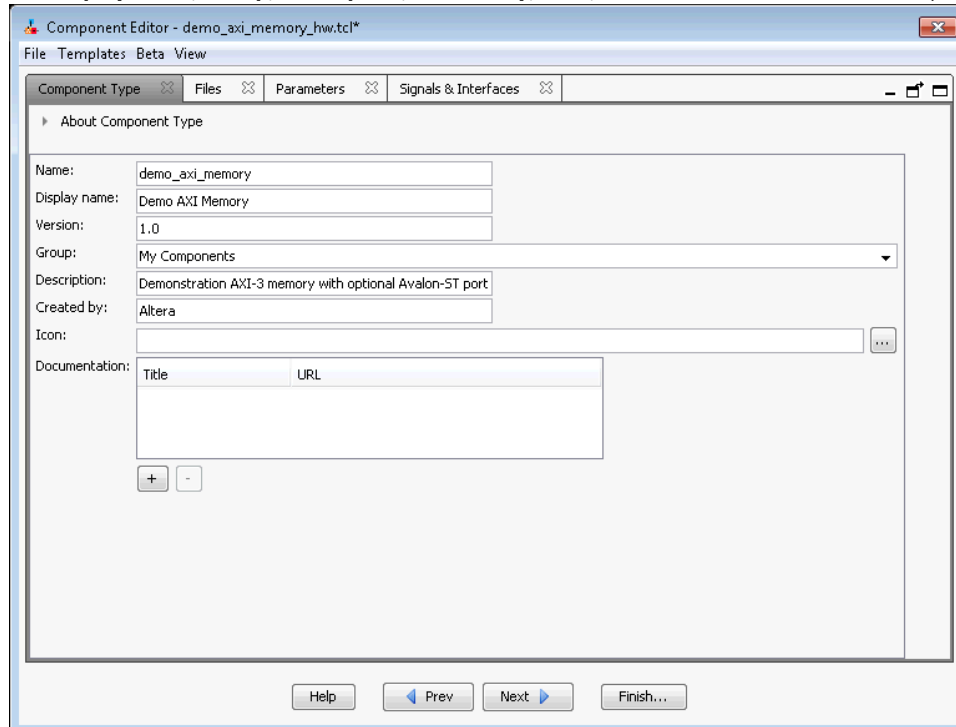 Component Editor - demo_axi_memory_hw.tcl*
File Templates Beta View
Component Type Files Parameters Signals & Interfaces
About Component Type
Name: demo_axi_memory
Display name: Demo AXI Memory
Version: 1.0
Group: My Components
Description: Demonstration AXI-3 memory with optional Avalon-ST port
Created by: Altera
Icon: ...
Documentation: Title URL
+ -
Help Prev Next Finish...